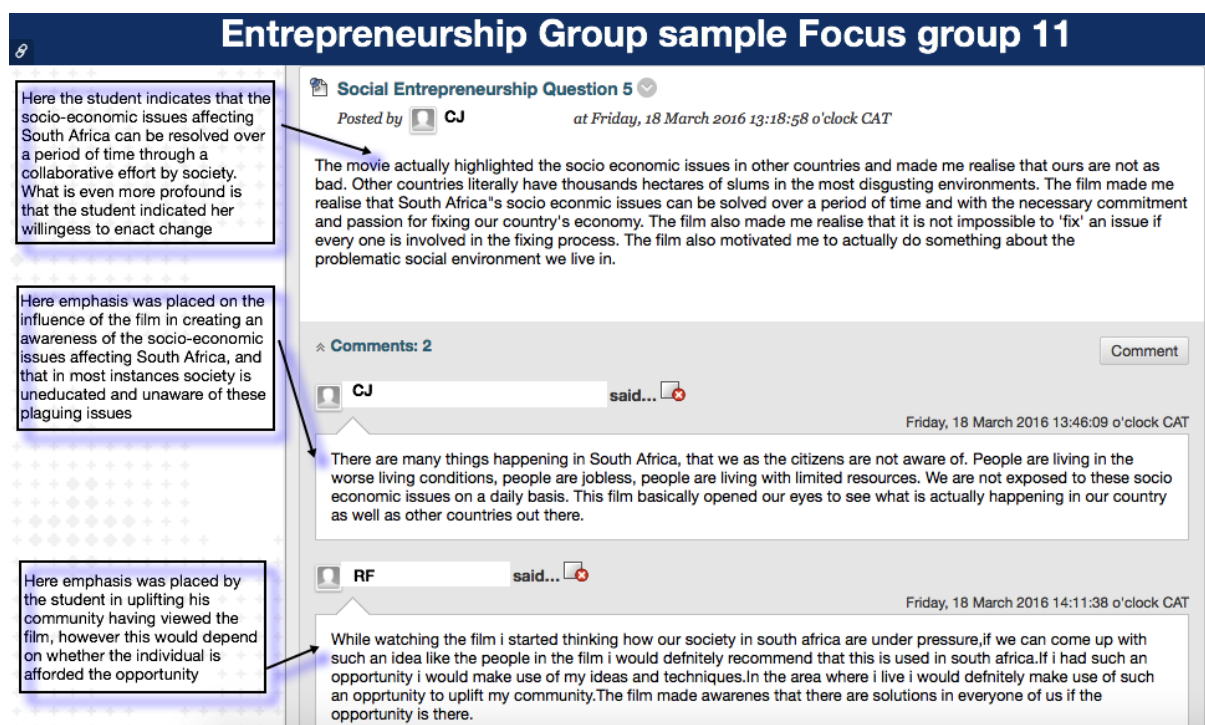 Entrepreneurship Group sample Focus group 11
Here the student indicates that the
socio-economic issues affecting
South Africa can be resolved over
a period of time through a
collaborative effort by society.
What is even more profound is
that the student indicated her
willingess to enact change
Social Entrepreneurship Question 5
Posted by CJ at Friday, 18 March 2016 13:18:58 o'clock CAT
The movie actually highlighted the socio economic issues in other countries and made me realise that ours are not as
bad. Other countries literally have thousands hectares of slums in the most disgusting environments. The film made me
realise that South Africa"s socio econmic issues can be solved over a period of time and with the necessary commitment
and passion for fixing our country's economy. The film also made me realise that it is not impossible to 'fix' an issue if
every one is involved in the fixing process. The film also motivated me to actually do something about the
problematic social environment we live in.
Here emphasis was placed on the
influence of the film in creating an
awareness of the socio-economic
issues affecting South Africa, and
that in most instances society is
uneducated and unaware of these
plaguing issues
Comments: 2
Comment
CJ said...
Friday, 18 March 2016 13:46:09 o'clock CAT
There are many things happening in South Africa, that we as the citizens are not aware of. People are living in the
worse living conditions, people are jobless, people are living with limited resources. We are not exposed to these socio
economic issues on a daily basis. This film basically opened our eyes to see what is actually happening in our country
as well as other countries out there.
Here emphasis was placed by
the student in uplifting his
community having viewed the
film, however this would depend
on whether the individual is
afforded the opportunity
RF said...
Friday, 18 March 2016 14:11:38 o'clock CAT
While watching the film i started thinking how our society in south africa are under pressure,if we can come up with
such an idea like the people in the film i would defnitely recommend that this is used in south africa.If i had such an
opportunity i would make use of my ideas and techniques.In the area where i live i would defnitely make use of such
an opprtunity to uplift my community.The film made awarenes that there are solutions in everyone of us if the
opportunity is there.